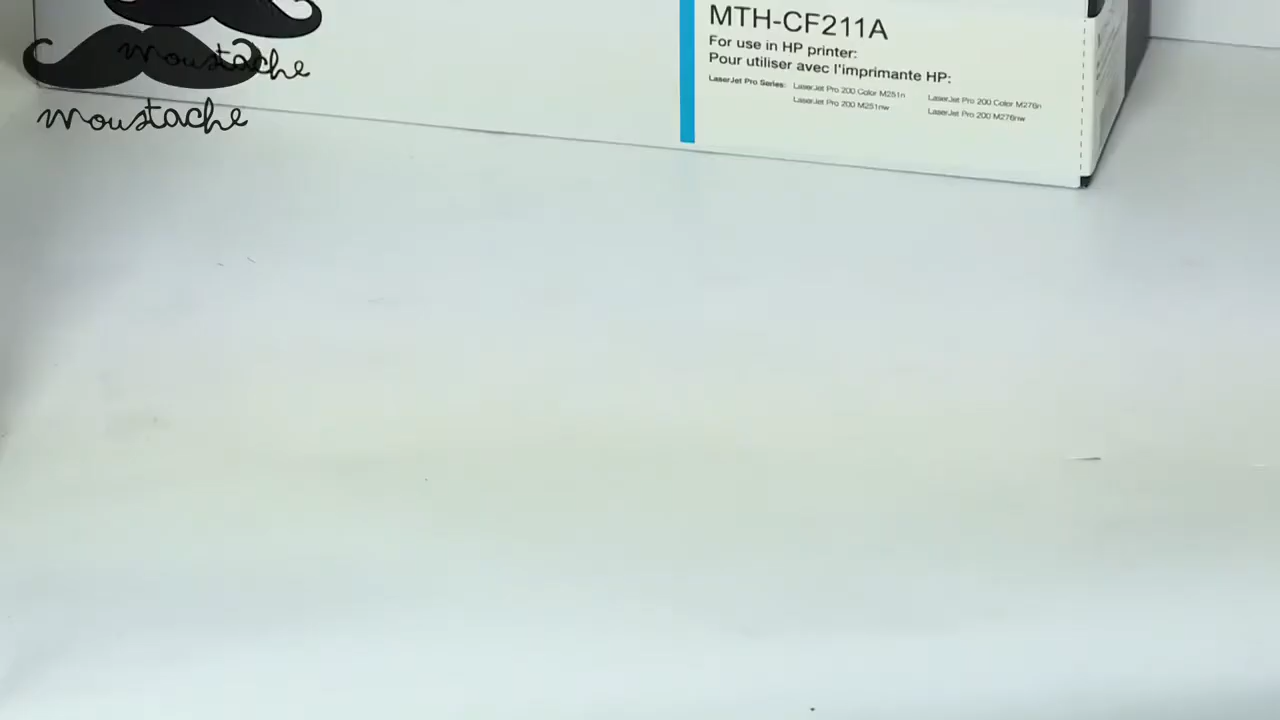 moustache
moustache
MTH-CF211A
For use in HP printer:
Pour utiliser avec l'imprimante HP:
LaserJet Pro Series: LaserJet Pro 200 Color M251n LaserJet Pro 200 Color M276n
LaserJet Pro 200 M251nw LaserJet Pro 200 M276nw